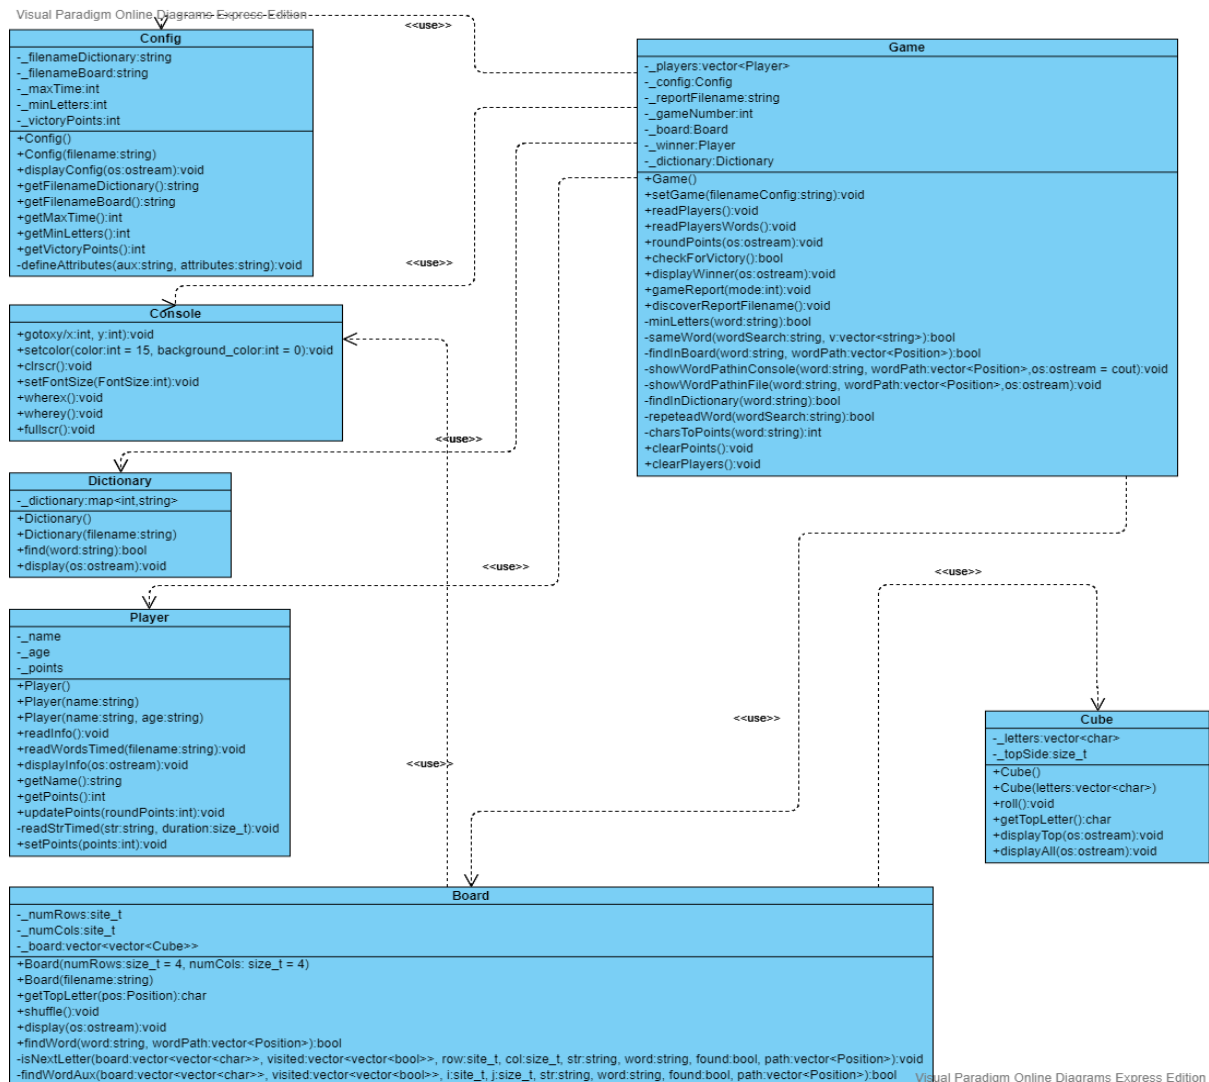 Visual Paradigm Online Diagrams Express Edition
<<use>>
Config
-_filenameDictionary:string
-_filenameBoard:string
-_maxTime:int
-_minLetters:int
-_victoryPoints:int
+Config()
+Config(filename:string)
+displayConfig(os:ostream):void
+getFilenameDictionary():string
+getFilenameBoard():string
+getMaxTime():int
+getMinLetters():int
+getVictoryPoints():int
-defineAttributes(aux:string, attributes:string):void
Game
-_players:vector<Player>
-_config:Config
-_reportFilename:string
-_gameNumber:int
-_board:Board
-_winner:Player
-_dictionary:Dictionary
+Game()
+setGame(filenameConfig:string):void
+readPlayers():void
+readPlayersWords():void
+roundPoints(os:ostream):void
+checkForVictory():bool
+displayWinner(os:ostream):void
+gameReport(mode:int):void
+discoverReportFilename():void
-minLetters(word:string):bool
-sameWord(wordSearch:string, v:vector<string>):bool
-findInBoard(word:string, wordPath:vector<Position>):bool
-showWordPathinConsole(word:string, wordPath:vector<Position>,os:ostream = cout):void
-showWordPathinFile(word:string, wordPath:vector<Position>,os:ostream):void
-findInDictionary(word:string):bool
-repeteadWord(wordSearch:string):bool
-charsToPoints(word:string):int
+clearPoints():void
+clearPlayers():void
<<use>>
Console
+gotoxy/x:int, y:int):void
+setcolor(color:int = 15, background_color:int = 0):void
+clrscr():void
+setFontSize(FontSize:int):void
+wherex():void
+wherey():void
+fullscr():void
<<use>>
Dictionary
-_dictionary:map<int,string>
+Dictionary()
+Dictionary(filename:string)
+find(word:string):bool
+display(os:ostream):void
<<use>>
<<use>>
Player
-_name
-_age
-_points
+Player()
+Player(name:string)
+Player(name:string, age:string)
+readInfo():void
+readWordsTimed(filename:string):void
+displayInfo(os:ostream):void
+getName():string
+getPoints():int
+updatePoints(roundPoints:int):void
-readStrTimed(str:string, duration:size_t):void
+setPoints(points:int):void
<<use>>
<<use>>
Cube
-_letters:vector<char>
-_topSide:size_t
+Cube()
+Cube(letters:vector<char>)
+roll():void
+getTopLetter():char
+displayTop(os:ostream):void
+displayAll(os:ostream):void
Board
-_numRows:site_t
-_numCols:site_t
-_board:vector<vector<Cube>>
+Board(numRows:size_t = 4, numCols: size_t = 4)
+Board(filename:string)
+getTopLetter(pos:Position):char
+shuffle():void
+display(os:ostream):void
+findWord(word:string, wordPath:vector<Position>):bool
-isNextLetter(board:vector<vector<char>>, visited:vector<vector<bool>>, row:site_t, col:size_t, str:string, word:string, found:bool, path:vector<Position>):void
-findWordAux(board:vector<vector<char>>, visited:vector<vector<bool>>, i:site_t, j:size_t, str:string, word:string, found:bool, path:vector<Position>):bool
Visual Paradigm Online Diagrams Express Edition